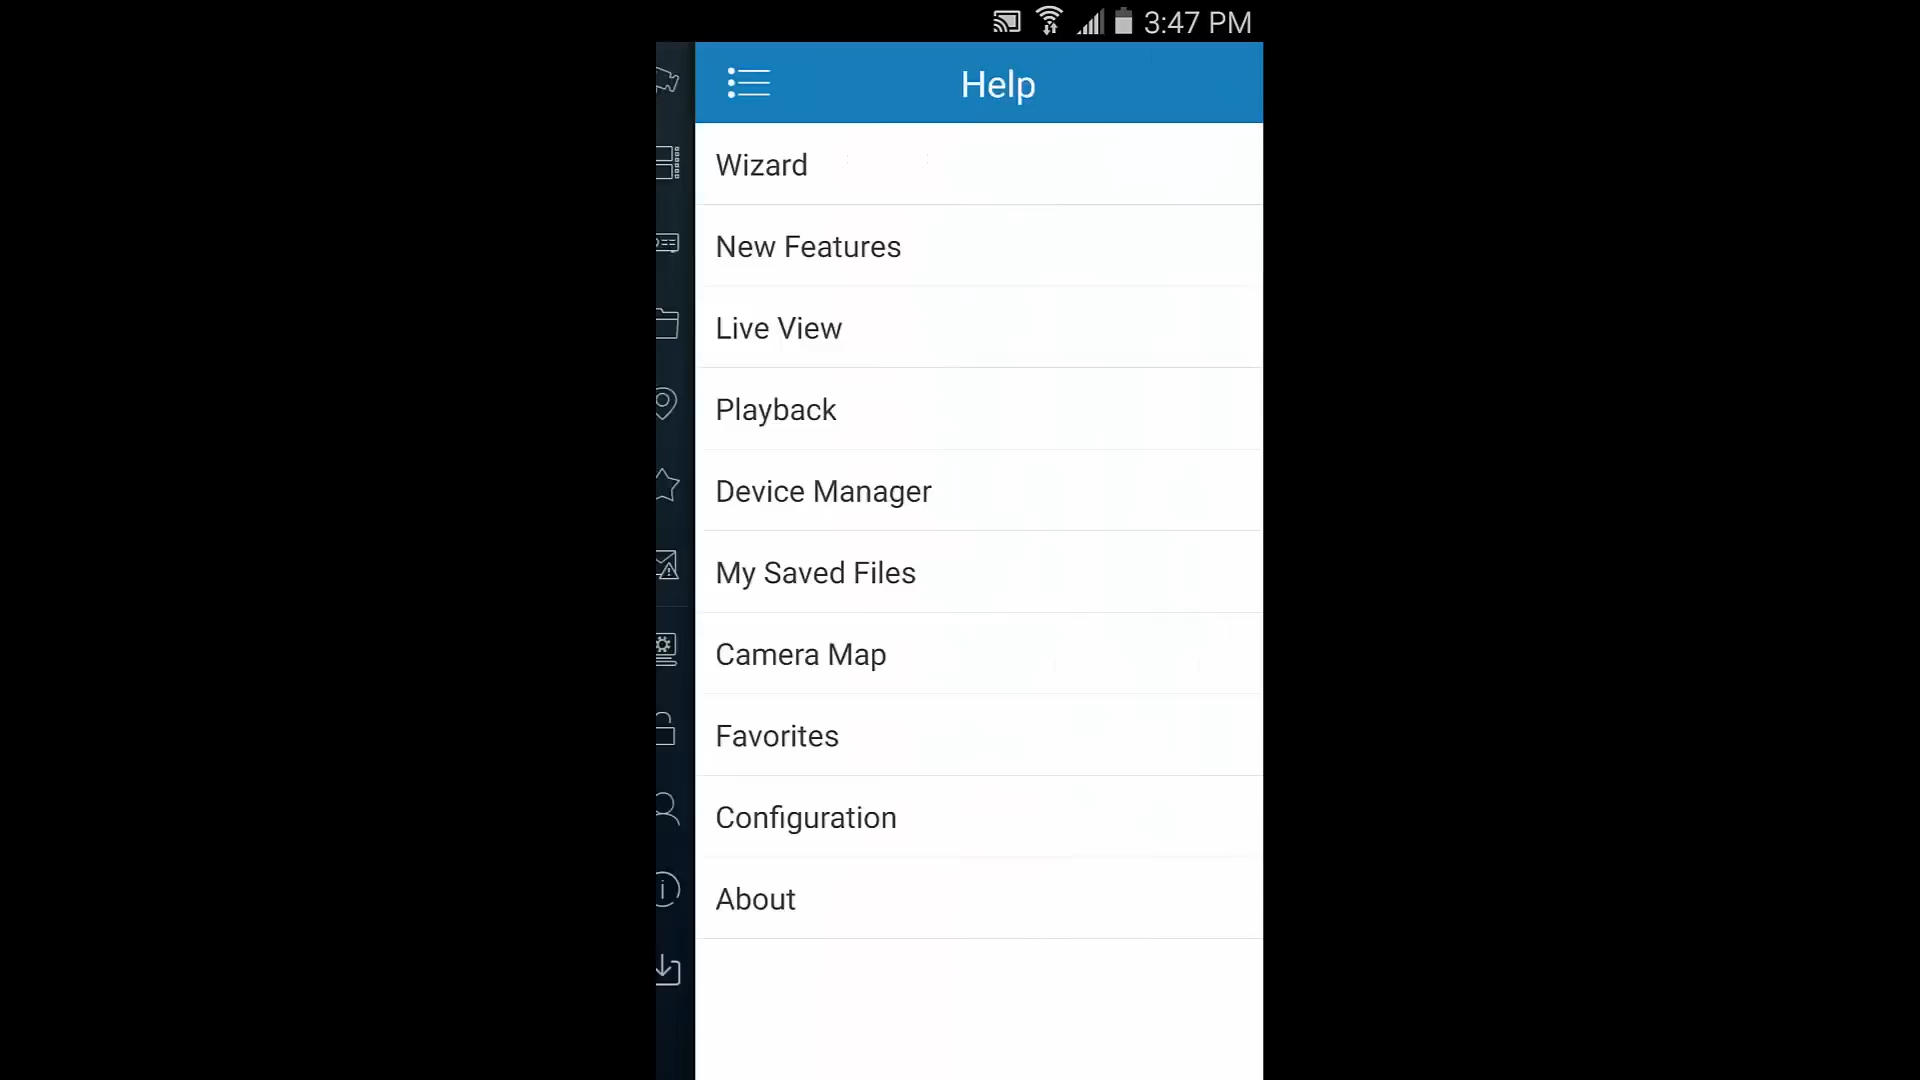 3:47 PM
Help
Wizard
New Features
Live View
Playback
Device Manager
My Saved Files
Camera Map
Favorites
Configuration
About